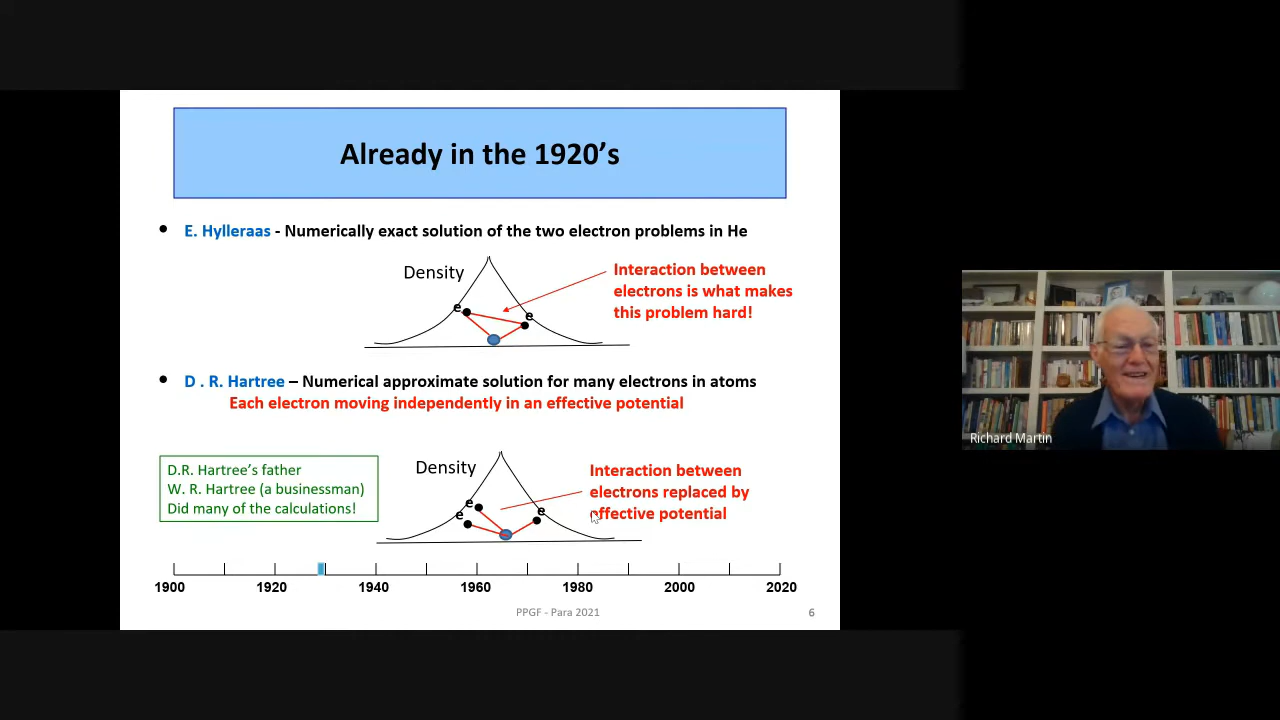 Already in the 1920's
• E. Hylleraas - Numerically exact solution of the two electron problems in He
Density
Interaction between
electrons is what makes
this problem hard!
e
e
• D . R. Hartree – Numerical approximate solution for many electrons in atoms
Each electron moving independently in an effective potential
D.R. Hartree's father
W. R. Hartree (a businessman)
Did many of the calculations!
Density
Interaction between
electrons replaced by
effective potential
e
e
e
1900 1920 1940 1960 1980 2000 2020
PPGF - Para 2021
6
Richard Martin